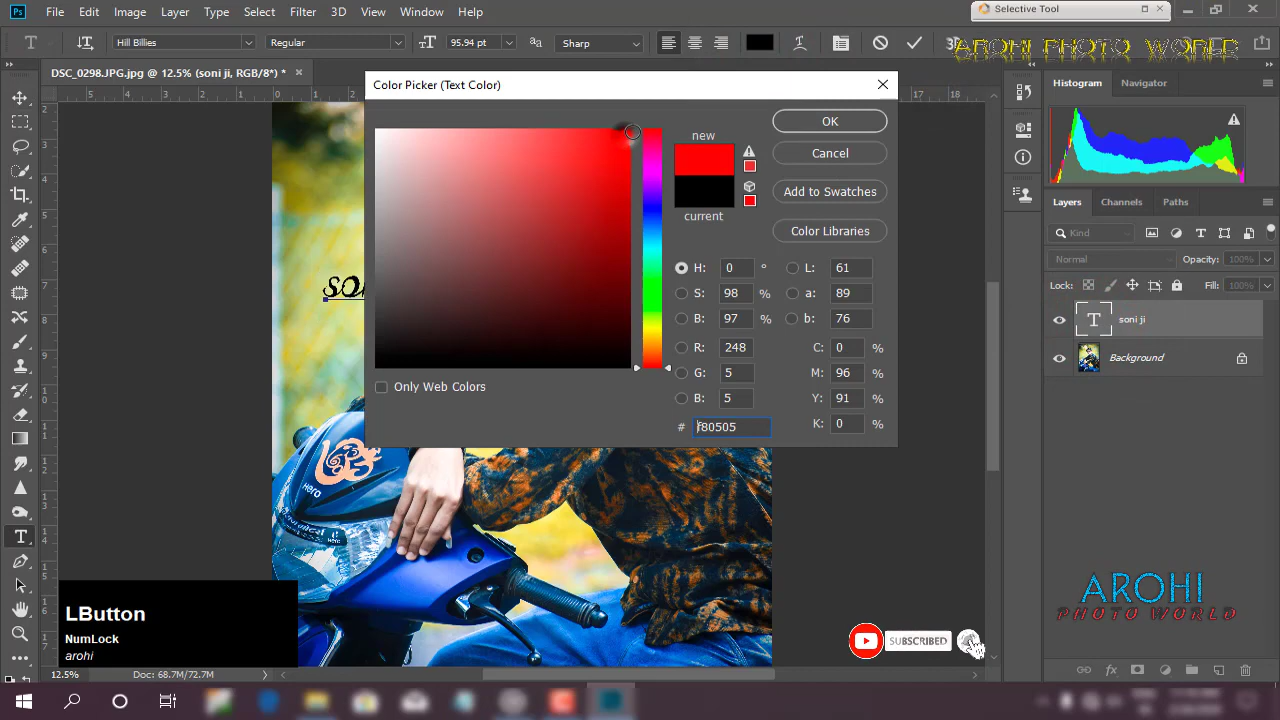 Ps File Edit Image Layer Type Select Filter 3D View Window Help
Selective Tool
Hill Billies Regular 95.94 pt Sharp
AROHI PHOTO WORLD
DSC_0298.JPG.jpg @ 12.5% (soni ji, RGB/8*) *
Color Picker (Text Color)
new
current
OK
Cancel
Add to Swatches
Color Libraries
H: 0 ° L: 61
S: 98 % a: 89
B: 97 % b: 76
R: 248 C: 0 %
G: 5 M: 96 %
B: 5 Y: 91 %
# f80505 K: 0 %
Only Web Colors
Histogram Navigator
Layers Channels Paths
Kind
Normal Opacity: 100%
Lock: Fill: 100%
soni ji
Background
Hero
LButton
NumLock
arohi
AROHI
PHOTO WORLD
SUBSCRIBED
12.5% Doc: 68.7M/72.7M